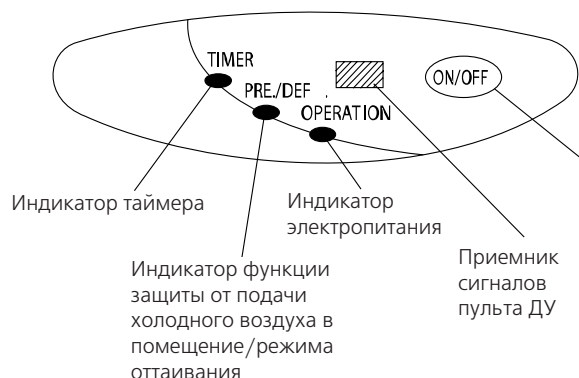 TIMER
PRE./DEF
OPERATION
ON/OFF
Индикатор таймера
Индикатор
электропитания
Приемник
сигналов
пульта ДУ
Индикатор функции
защиты от подачи
холодного воздуха в
помещение/режима
оттаивания